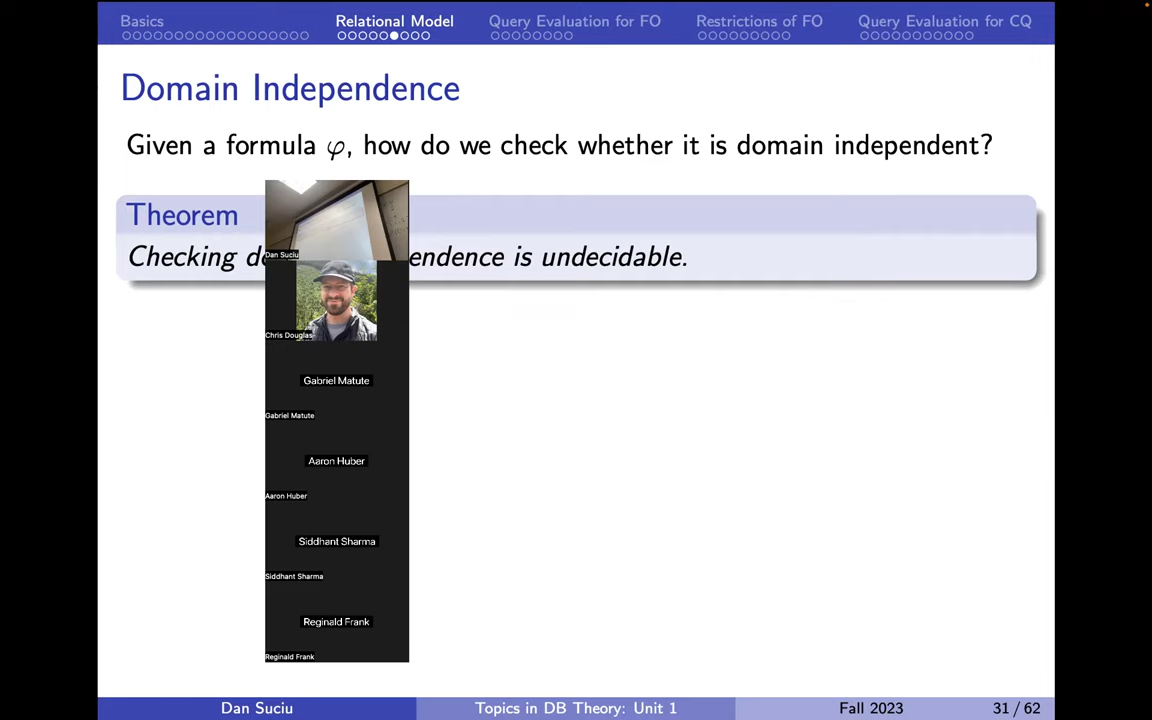 Basics Relational Model Query Evaluation for FO Restrictions of FO Query Evaluation for CQ
Domain Independence
Given a formula φ, how do we check whether it is domain independent?
Theorem
Checking d endence is undecidable.
Dan Suciu
Chris Douglas
Gabriel Matute
Gabriel Matute
Aaron Huber
Aaron Huber
Siddhant Sharma
Siddhant Sharma
Reginald Frank
Reginald Frank
Dan Suciu Topics in DB Theory: Unit 1 Fall 2023 31 / 62